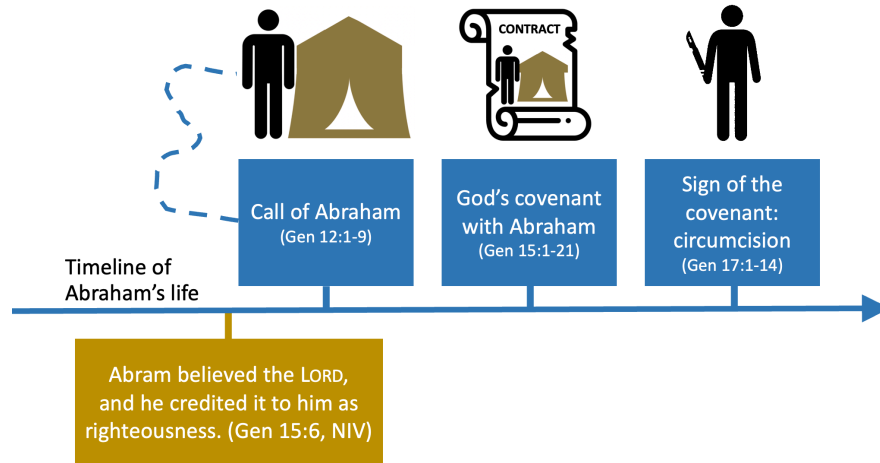 CONTRACT
Call of Abraham
(Gen 12:1-9)
God’s covenant
with Abraham
(Gen 15:1-21)
Sign of the
covenant:
circumcision
(Gen 17:1-14)
Timeline of
Abraham’s life
Abram believed the LORD,
and he credited it to him as
righteousness. (Gen 15:6, NIV)